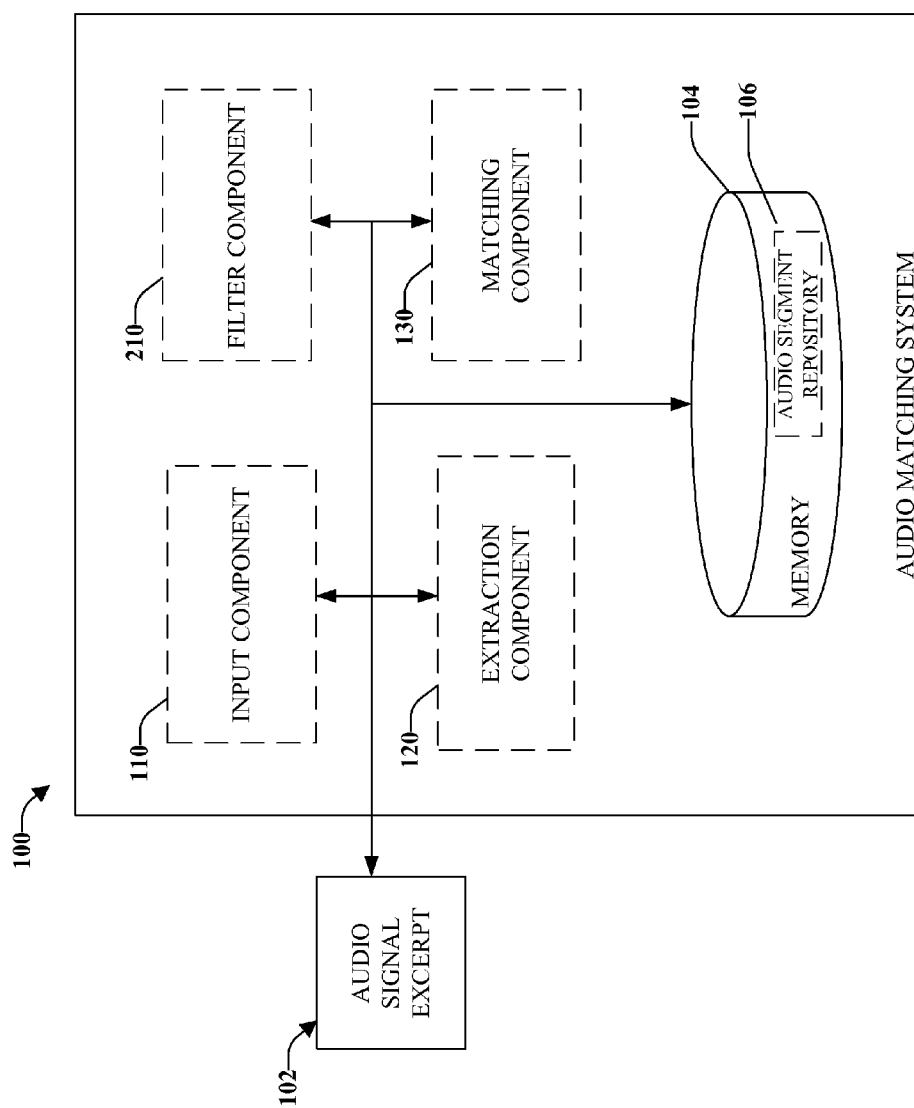 100
102
AUDIO
SIGNAL
EXCERPT
110
INPUT COMPONENT
210
FILTER COMPONENT
120
EXTRACTION
COMPONENT
130
MATCHING
COMPONENT
104
106
MEMORY
AUDIO SEGMENT
REPOSITORY
AUDIO MATCHING SYSTEM